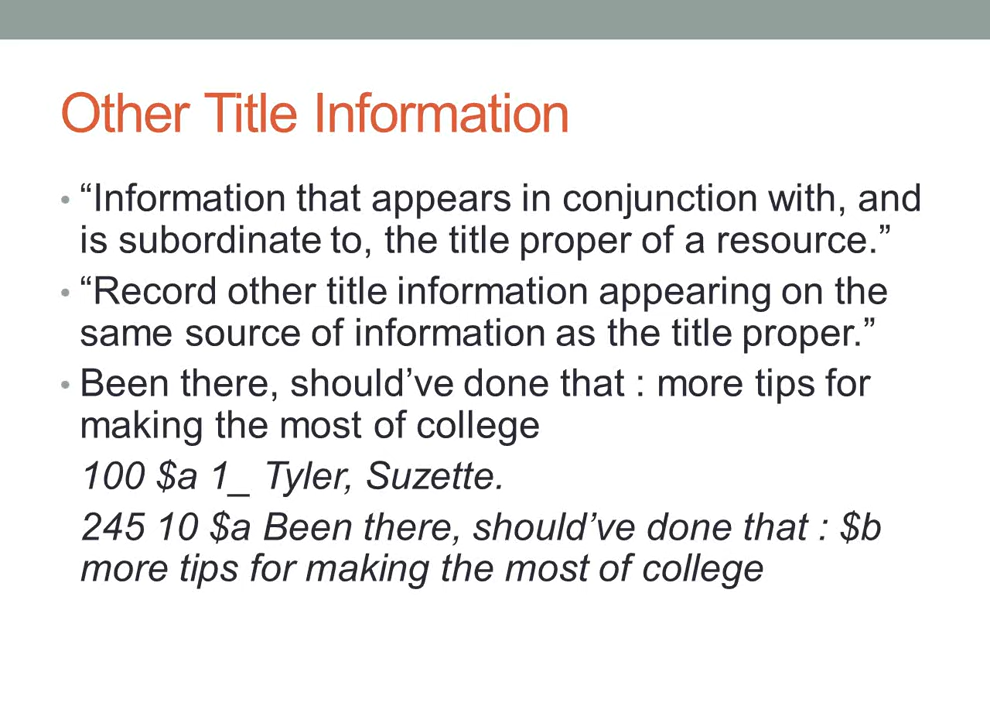 Other Title Information
• “Information that appears in conjunction with, and
is subordinate to, the title proper of a resource.”
• “Record other title information appearing on the
same source of information as the title proper.”
• Been there, should’ve done that : more tips for
making the most of college
100 $a 1_ Tyler, Suzette.
245 10 $a Been there, should’ve done that : $b
more tips for making the most of college